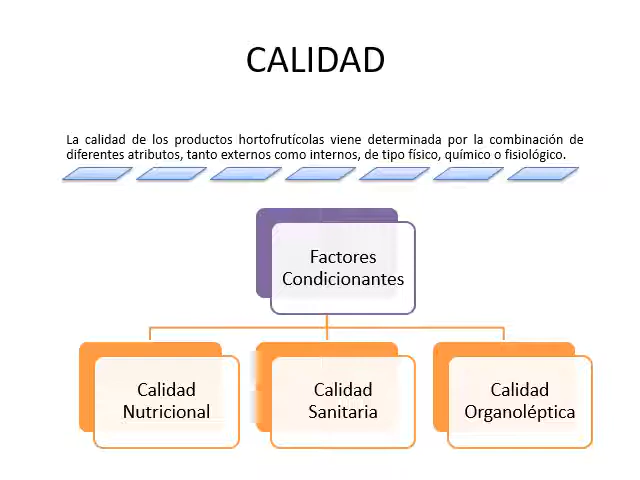 CALIDAD
La calidad de los productos hortofrutícolas viene determinada por la combinación de
diferentes atributos, tanto externos como internos, de tipo físico, químico o fisiológico.
Factores
Condicionantes
Calidad
Nutricional
Calidad
Sanitaria
Calidad
Organoléptica